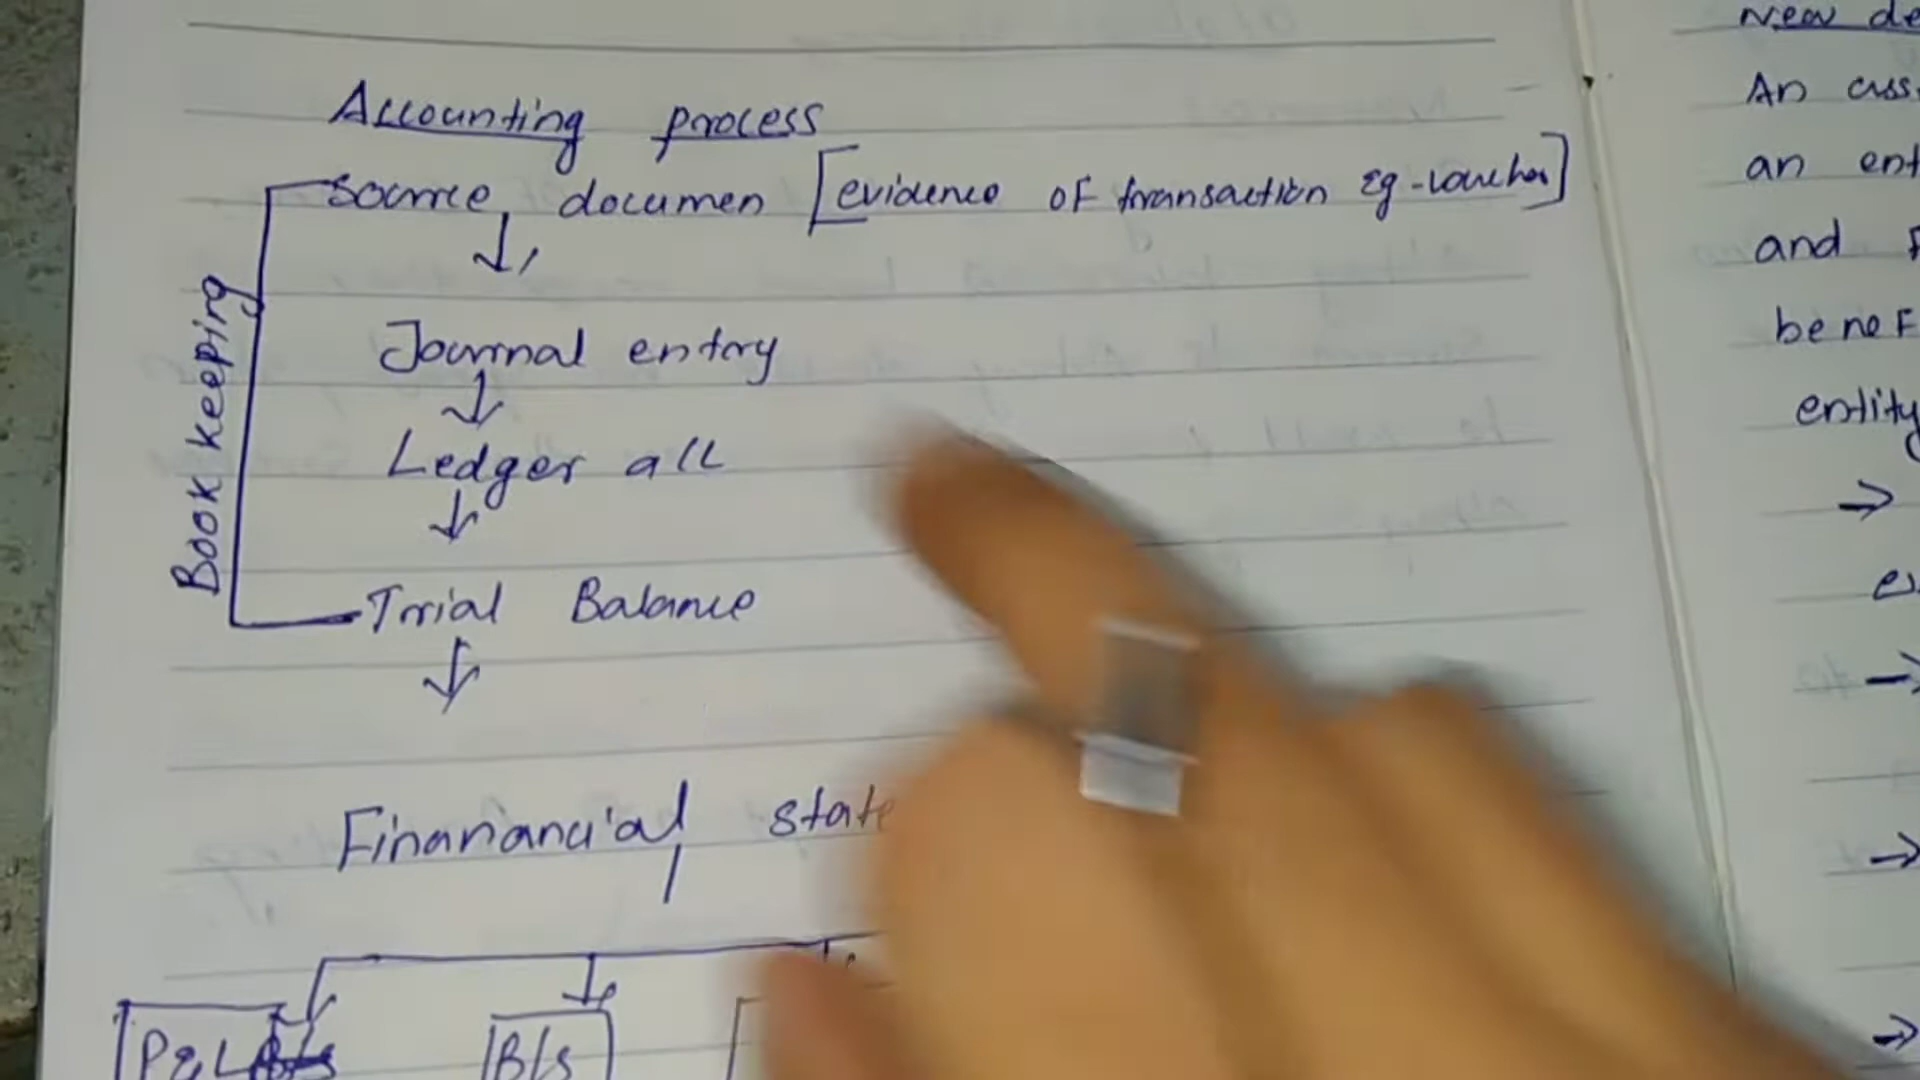 Accounting process
Source documen [evidence of transaction eg - voucher]
Book keeping
Journal entry
Ledger a/c
Trial Balance
Finanancial state
P&L
B/S
New de
An ass
an ent
and
benef
entity